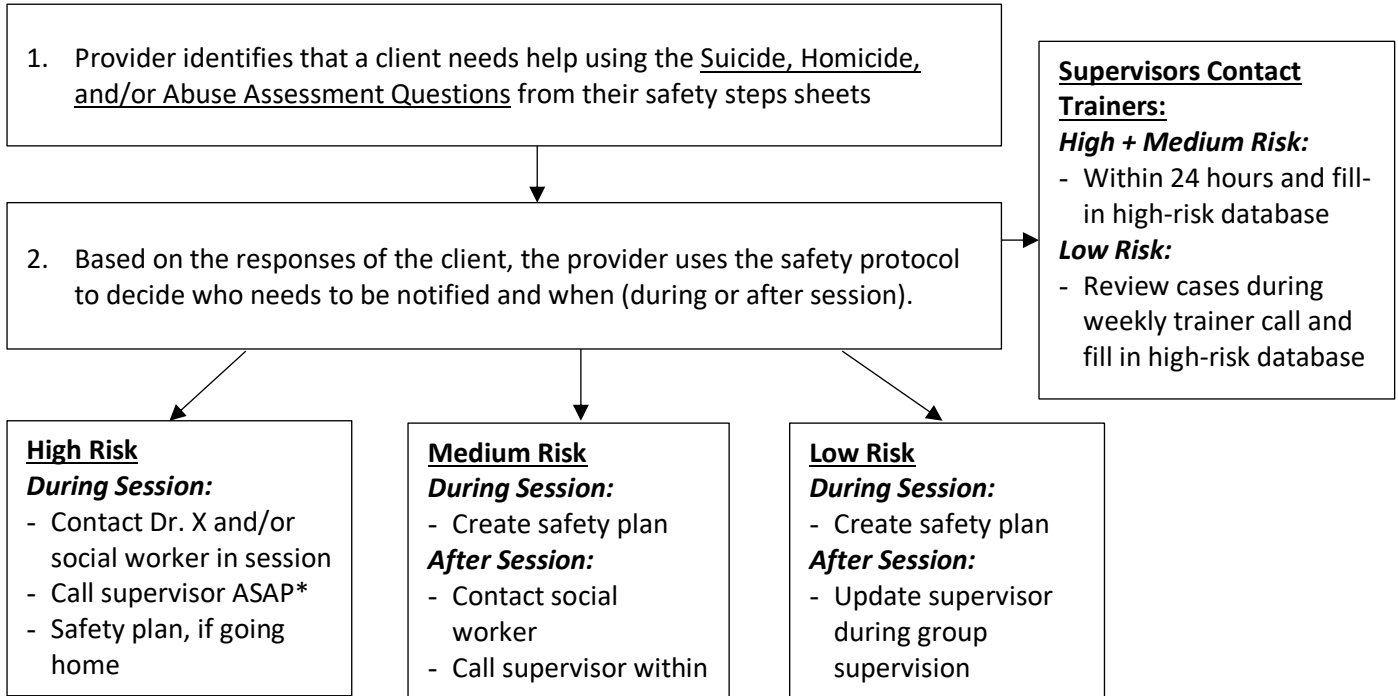 1. Provider identifies that a client needs help using the Suicide, Homicide,
and/or Abuse Assessment Questions from their safety steps sheets
Supervisors Contact
Trainers:
High + Medium Risk:
- Within 24 hours and fill-
in high-risk database
Low Risk:
- Review cases during
weekly trainer call and
fill in high-risk database
2. Based on the responses of the client, the provider uses the safety protocol
to decide who needs to be notified and when (during or after session).
High Risk
During Session:
- Contact Dr. X and/or
social worker in session
- Call supervisor ASAP*
- Safety plan, if going
home
Medium Risk
During Session:
- Create safety plan
After Session:
- Contact social
worker
- Call supervisor within
Low Risk
During Session:
- Create safety plan
After Session:
- Update supervisor
during group
supervision